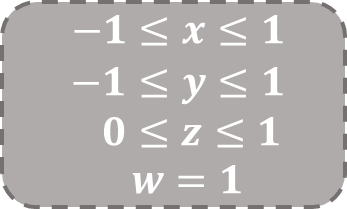 −1 ≤ x ≤ 1
−1 ≤ y ≤ 1
0 ≤ z ≤ 1
w = 1